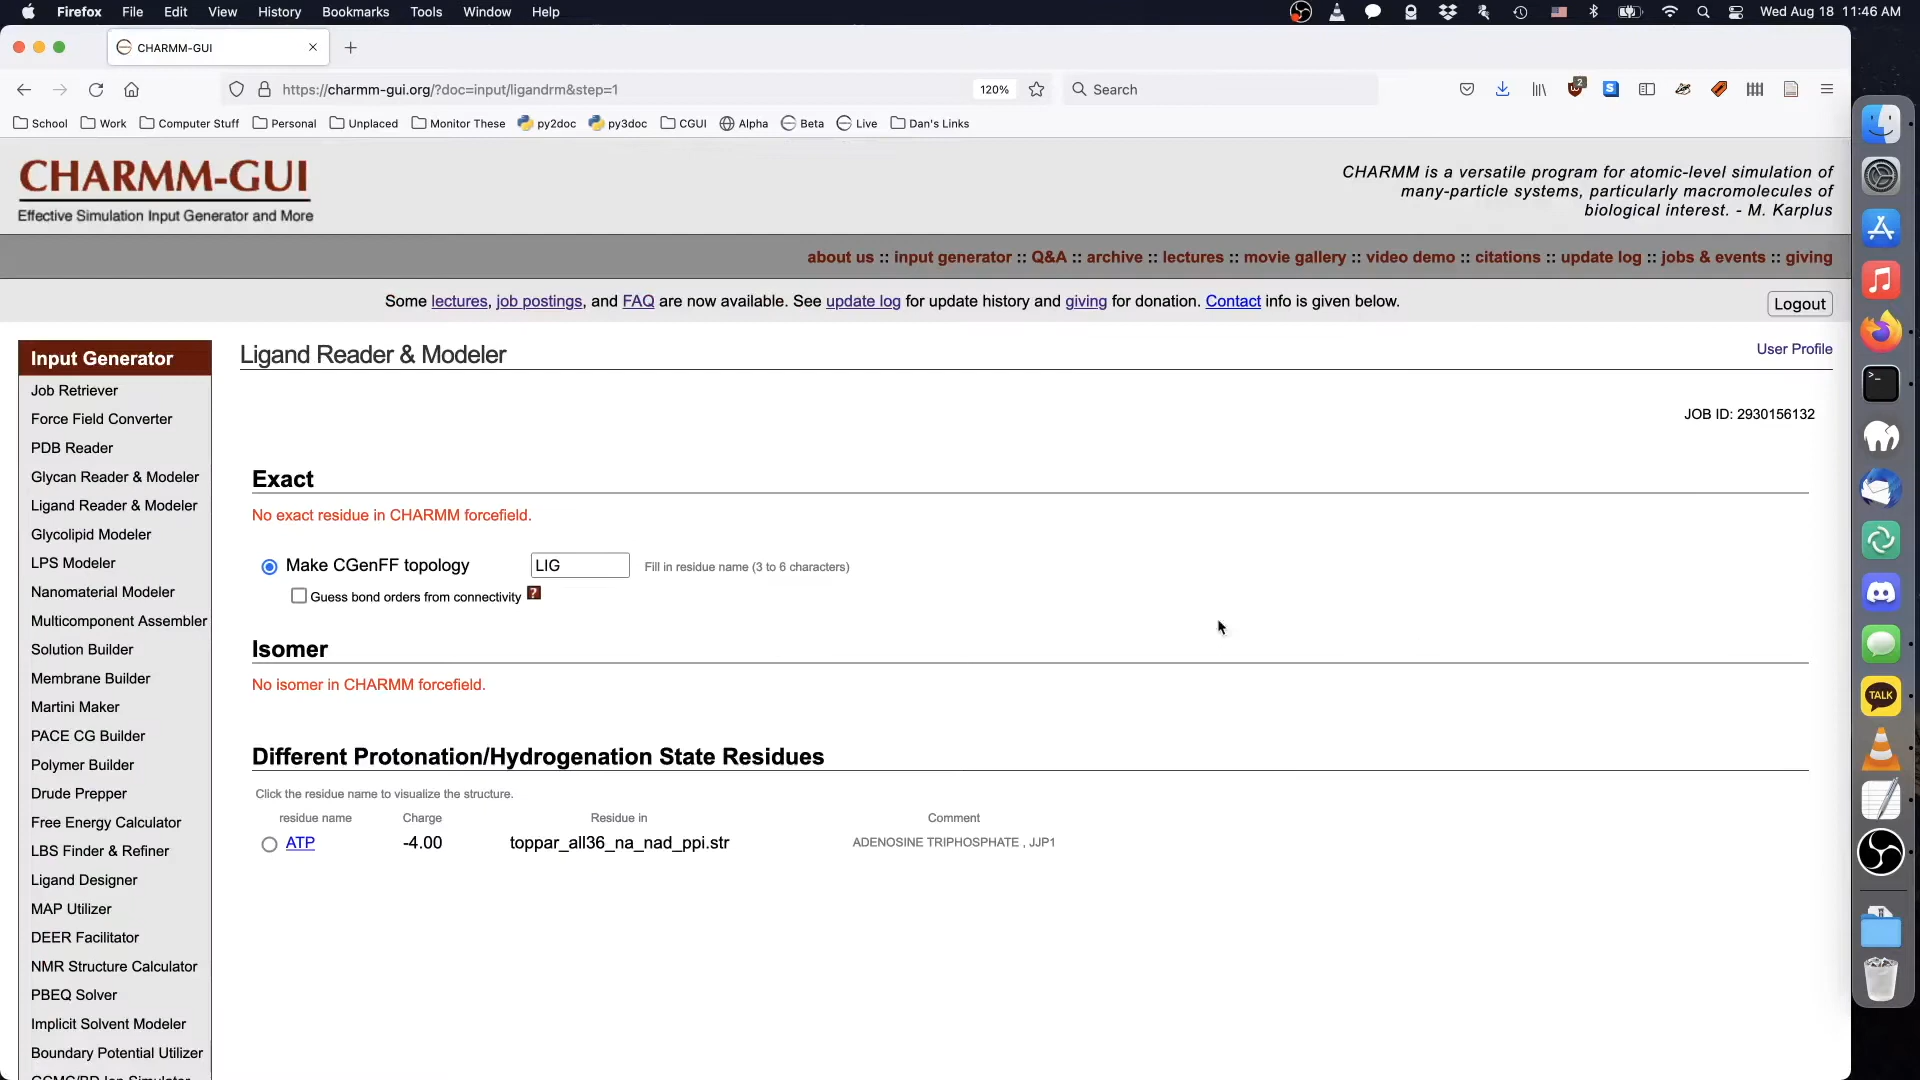 Firefox File Edit View History Bookmarks Tools Window Help
Wed Aug 18 11:46 AM
CHARMM-GUI
https://charmm-gui.org/?doc=input/ligandrm&step=1
120%
Search
2
School Work Computer Stuff Personal Unplaced Monitor These py2doc py3doc CGUI Alpha Beta Live Dan's Links
CHARMM-GUI
Effective Simulation Input Generator and More
CHARMM is a versatile program for atomic-level simulation of
many-particle systems, particularly macromolecules of
biological interest. - M. Karplus
about us :: input generator :: Q&A :: archive :: lectures :: movie gallery :: video demo :: citations :: update log :: jobs & events :: giving
Some lectures, job postings, and FAQ are now available. See update log for update history and giving for donation. Contact info is given below.
Logout
Input Generator
Job Retriever
Force Field Converter
PDB Reader
Glycan Reader & Modeler
Ligand Reader & Modeler
Glycolipid Modeler
LPS Modeler
Nanomaterial Modeler
Multicomponent Assembler
Solution Builder
Membrane Builder
Martini Maker
PACE CG Builder
Polymer Builder
Drude Prepper
Free Energy Calculator
LBS Finder & Refiner
Ligand Designer
MAP Utilizer
DEER Facilitator
NMR Structure Calculator
PBEQ Solver
Implicit Solvent Modeler
Boundary Potential Utilizer
Ligand Reader & Modeler
User Profile
JOB ID: 2930156132
Exact
No exact residue in CHARMM forcefield.
Make CGenFF topology LIG Fill in residue name (3 to 6 characters)
Guess bond orders from connectivity ?
Isomer
No isomer in CHARMM forcefield.
Different Protonation/Hydrogenation State Residues
Click the residue name to visualize the structure.
residue name Charge Residue in Comment
ATP -4.00 toppar_all36_na_nad_ppi.str ADENOSINE TRIPHOSPHATE , JJP1
TALK